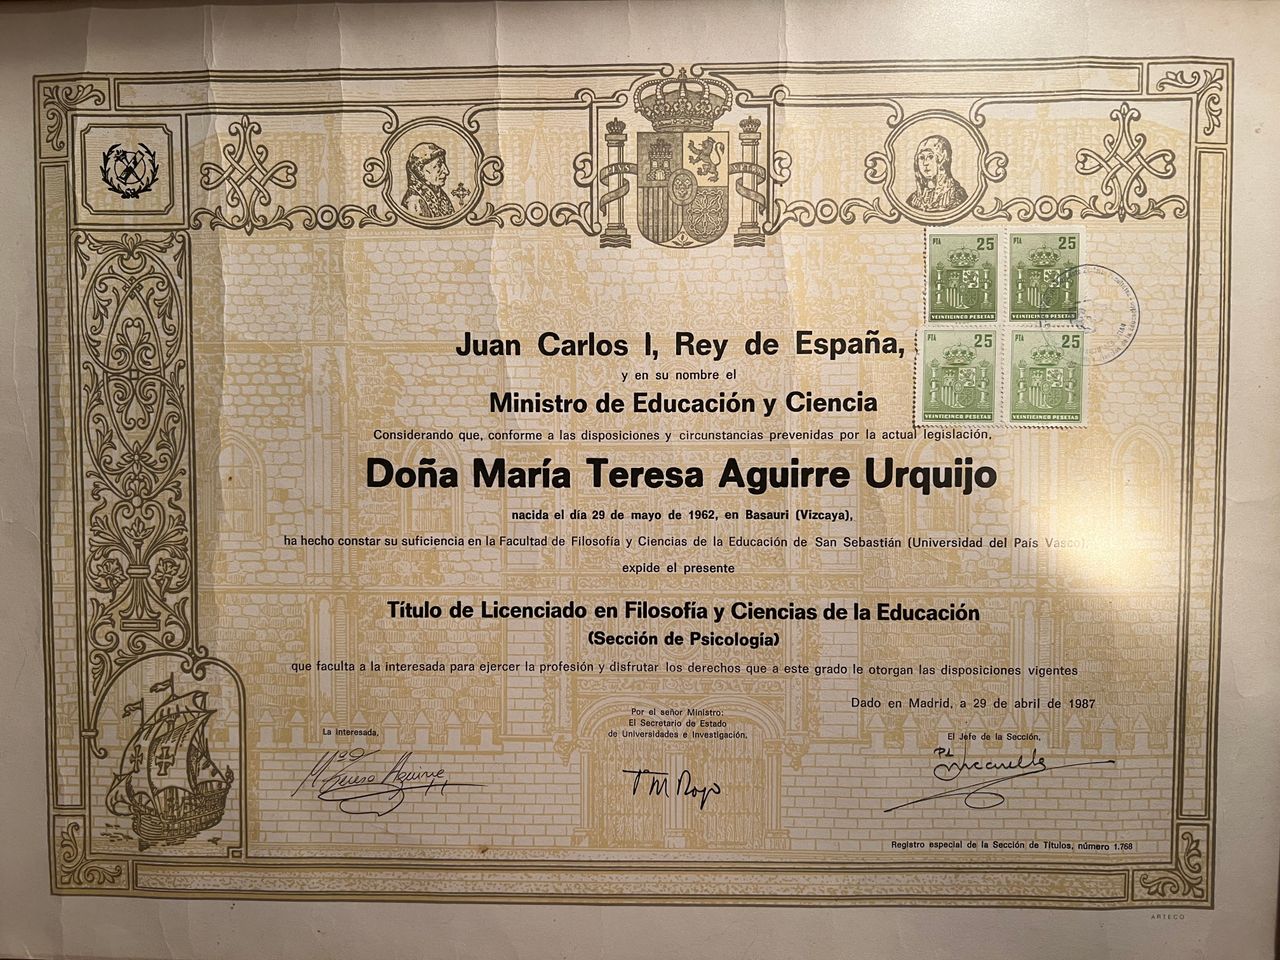 PTA 25
VEINTICINCO PESETAS
PTA 25
VEINTICINCO PESETAS
PTA 25
VEINTICINCO PESETAS
PTA 25
VEINTICINCO PESETAS
Juan Carlos I, Rey de España,
y en su nombre el
Ministro de Educación y Ciencia
Considerando que, conforme a las disposiciones y circunstancias prevenidas por la actual legislación,
Doña María Teresa Aguirre Urquijo
nacida el día 29 de mayo de 1962, en Basauri (Vizcaya),
ha hecho constar su suficiencia en la Facultad de Filosofía y Ciencias de la Educación de San Sebastián (Universidad del País Vasco),
expide el presente
Título de Licenciado en Filosofía y Ciencias de la Educación
(Sección de Psicología)
que faculta a la interesada para ejercer la profesión y disfrutar los derechos que a este grado le otorgan las disposiciones vigentes
Dado en Madrid, a 29 de abril de 1987
La interesada,
Mª Teresa Aguirre
Por el señor Ministro:
El Secretario de Estado
de Universidades e Investigación,
El Jefe de la Sección,
Registro especial de la Sección de Títulos, número 1.768
ARTECO